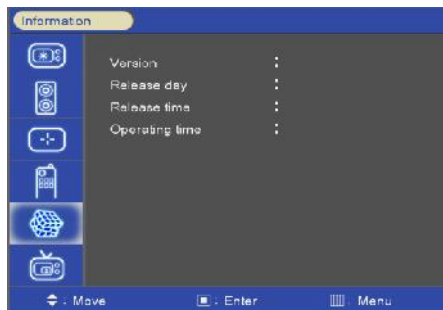 Information
Version :
Release day :
Release time :
Operating time :
: Move : Enter : Menu